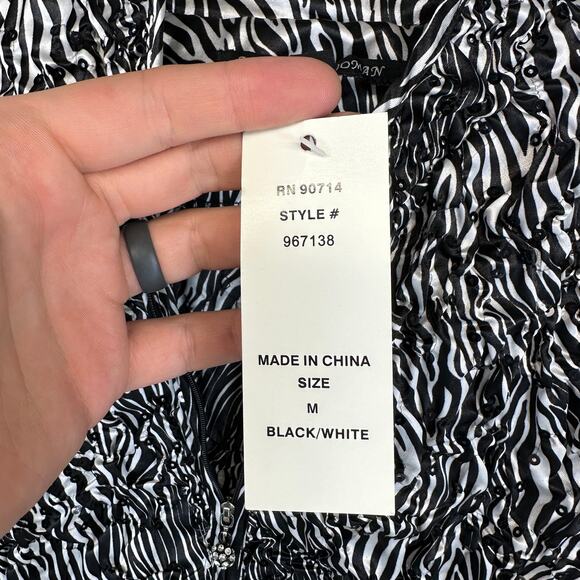 RN 90714
STYLE #
967138
MADE IN CHINA
SIZE
M
BLACK/WHITE